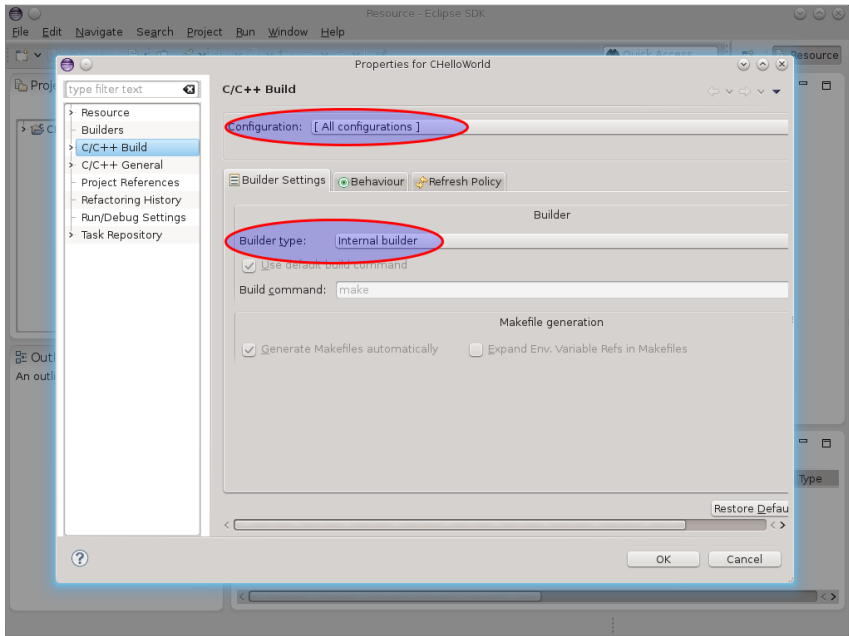 Resource - Eclipse SDK
File Edit Navigate Search Project Run Window Help
Quick Access Resource
Properties for CHelloWorld
Proje
type filter text
C/C++ Build
Resource
Builders
C/C++ Build
C/C++ General
Project References
Refactoring History
Run/Debug Settings
Task Repository
Configuration: [ All configurations ]
Builder Settings Behaviour Refresh Policy
Builder
Builder type: Internal builder
Use default build command
Build command: make
Makefile generation
Generate Makefiles automatically Expand Env. Variable Refs in Makefiles
Outl
An outli
Type
Restore Defau
OK Cancel